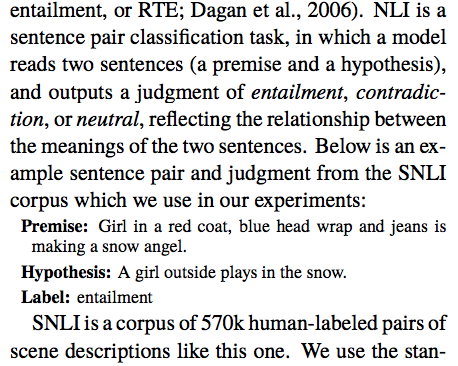 entailment, or RTE; Dagan et al., 2006). NLI is a
sentence pair classification task, in which a model
reads two sentences (a premise and a hypothesis),
and outputs a judgment of entailment, contradic-
tion, or neutral, reflecting the relationship between
the meanings of the two sentences. Below is an ex-
ample sentence pair and judgment from the SNLI
corpus which we use in our experiments:
Premise: Girl in a red coat, blue head wrap and jeans is
making a snow angel.
Hypothesis: A girl outside plays in the snow.
Label: entailment
SNLI is a corpus of 570k human-labeled pairs of
scene descriptions like this one. We use the stan-